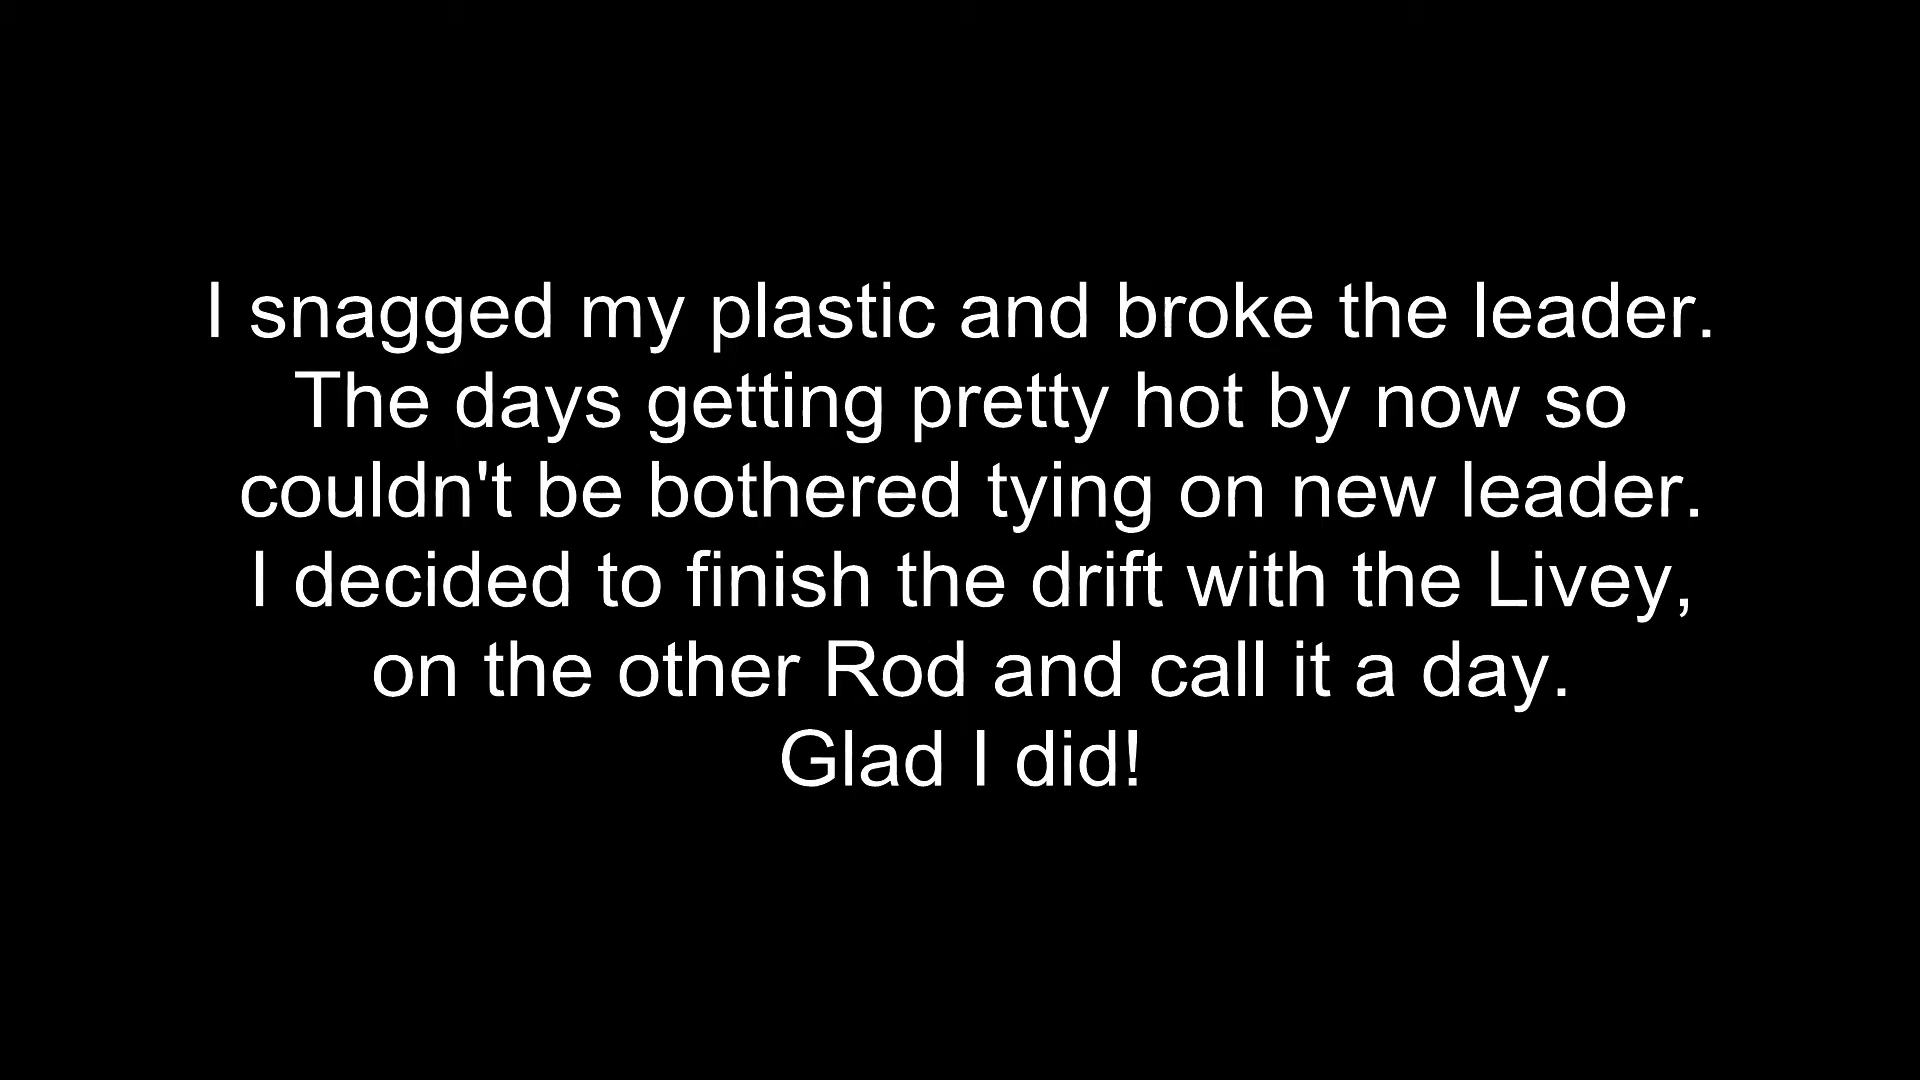 I snagged my plastic and broke the leader.
The days getting pretty hot by now so
couldn't be bothered tying on new leader.
I decided to finish the drift with the Livey,
on the other Rod and call it a day.
Glad I did!